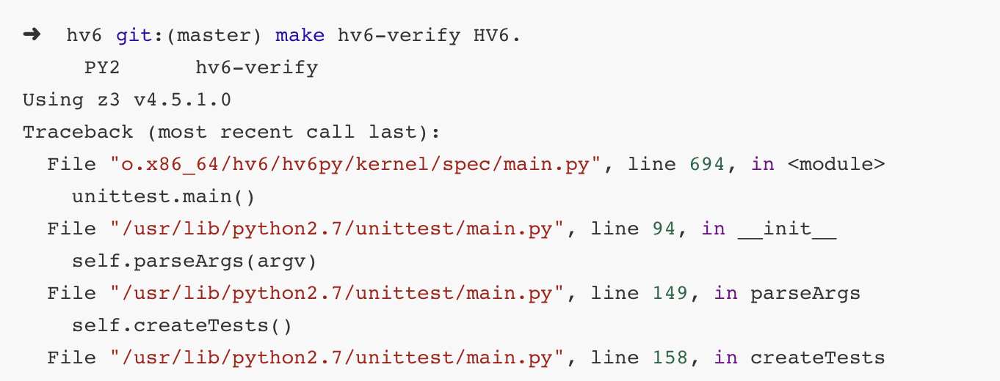 ➜  hv6 git:(master) make hv6-verify HV6.
     PY2      hv6-verify
Using z3 v4.5.1.0
Traceback (most recent call last):
  File "o.x86_64/hv6/hv6py/kernel/spec/main.py", line 694, in <module>
    unittest.main()
  File "/usr/lib/python2.7/unittest/main.py", line 94, in __init__
    self.parseArgs(argv)
  File "/usr/lib/python2.7/unittest/main.py", line 149, in parseArgs
    self.createTests()
  File "/usr/lib/python2.7/unittest/main.py", line 158, in createTests